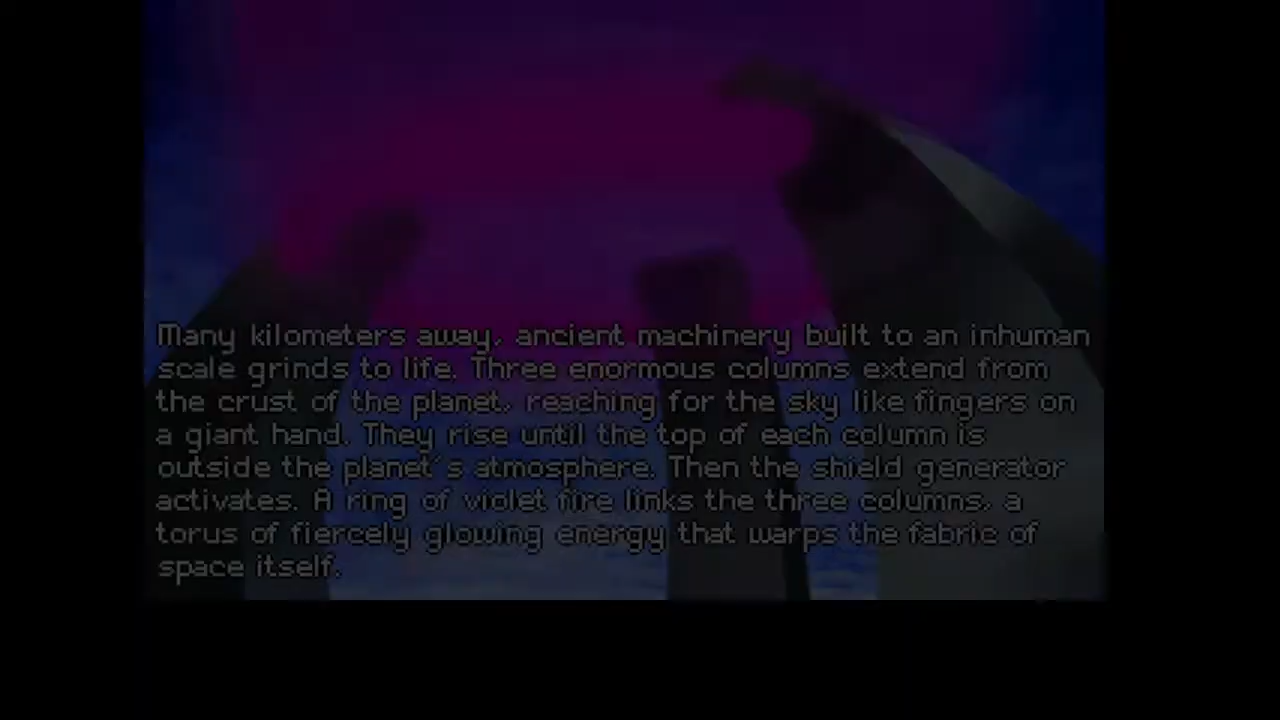 Many kilometers away, ancient machinery built to an inhuman
scale grinds to life. Three enormous columns extend from
the crust of the planet, reaching for the sky like fingers on
a giant hand. They rise until the top of each column is
outside the planet's atmosphere. Then the shield generator
activates. A ring of violet fire links the three columns, a
torus of fiercely glowing energy that warps the fabric of
space itself.